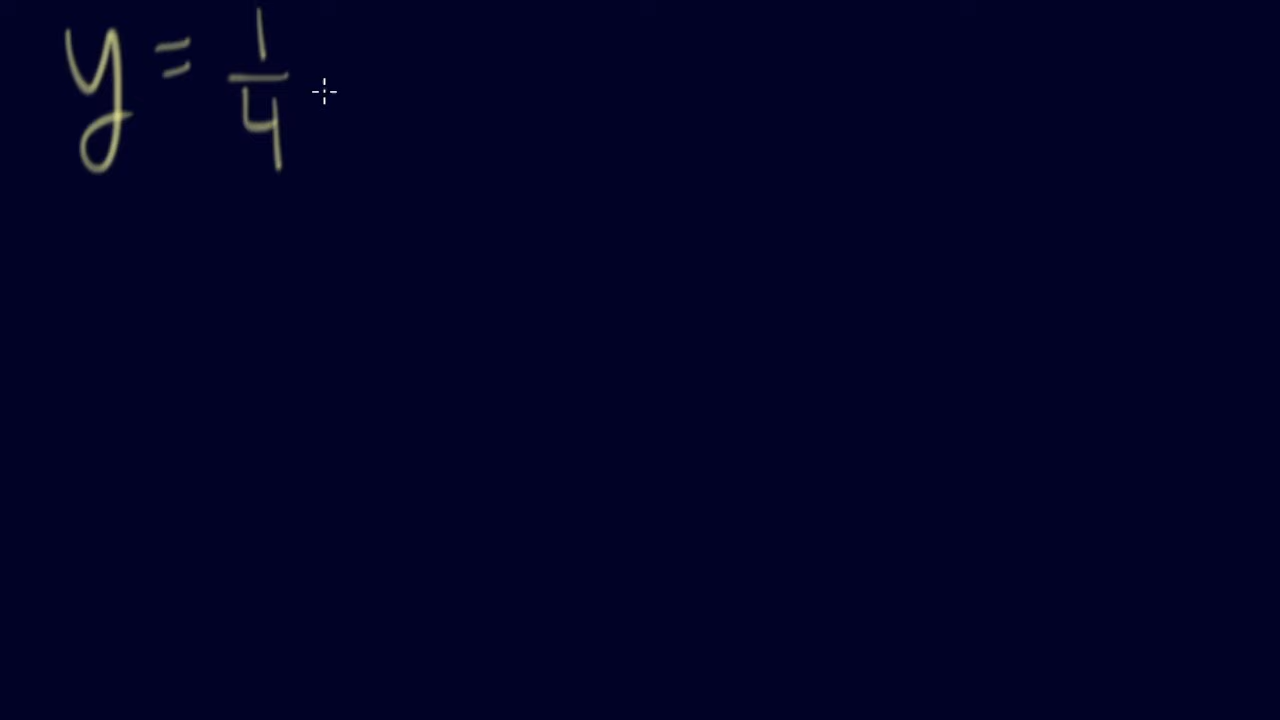 y = 1/4